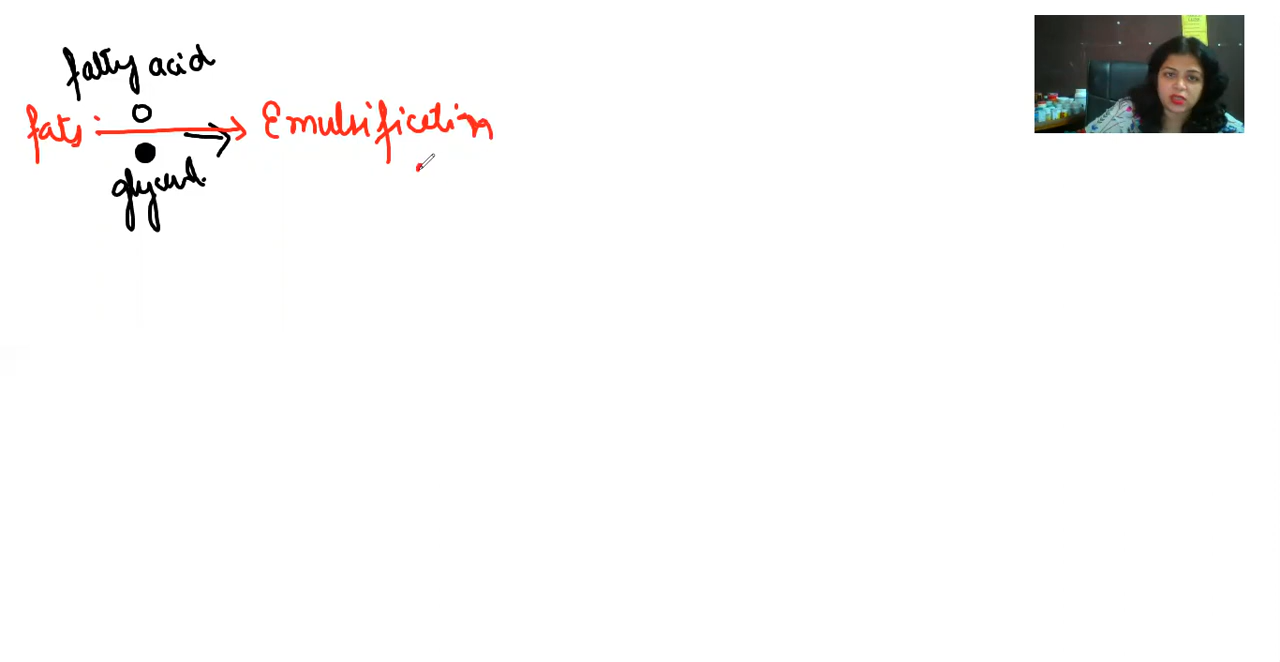 fatty acid
fats
Emulsification
glycerol.